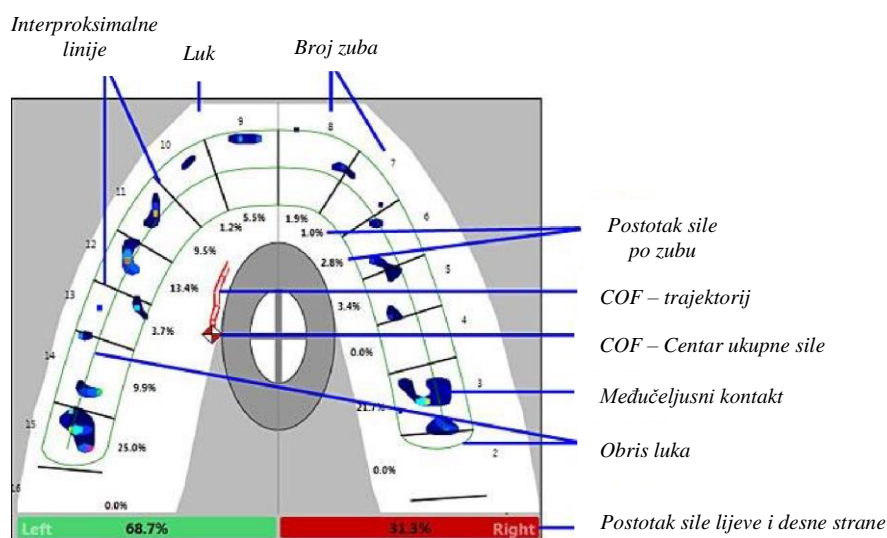 Interproksimalne
linije
Luk
Broj zuba
9
8
10
7
11
6
5.5%
1.9%
1.2%
1.0%
Postotak sile
po zubu
12
9.5%
2.8%
5
13.4%
COF – trajektorij
13
3.4%
4
3.7%
COF – Centar ukupne sile
14
0.0%
9.9%
3
Međučeljusni kontakt
21.7%
15
25.0%
2
Obris luka
0.0%
16
0.0%
Left 68.7% 31.3% Right
Postotak sile lijeve i desne strane